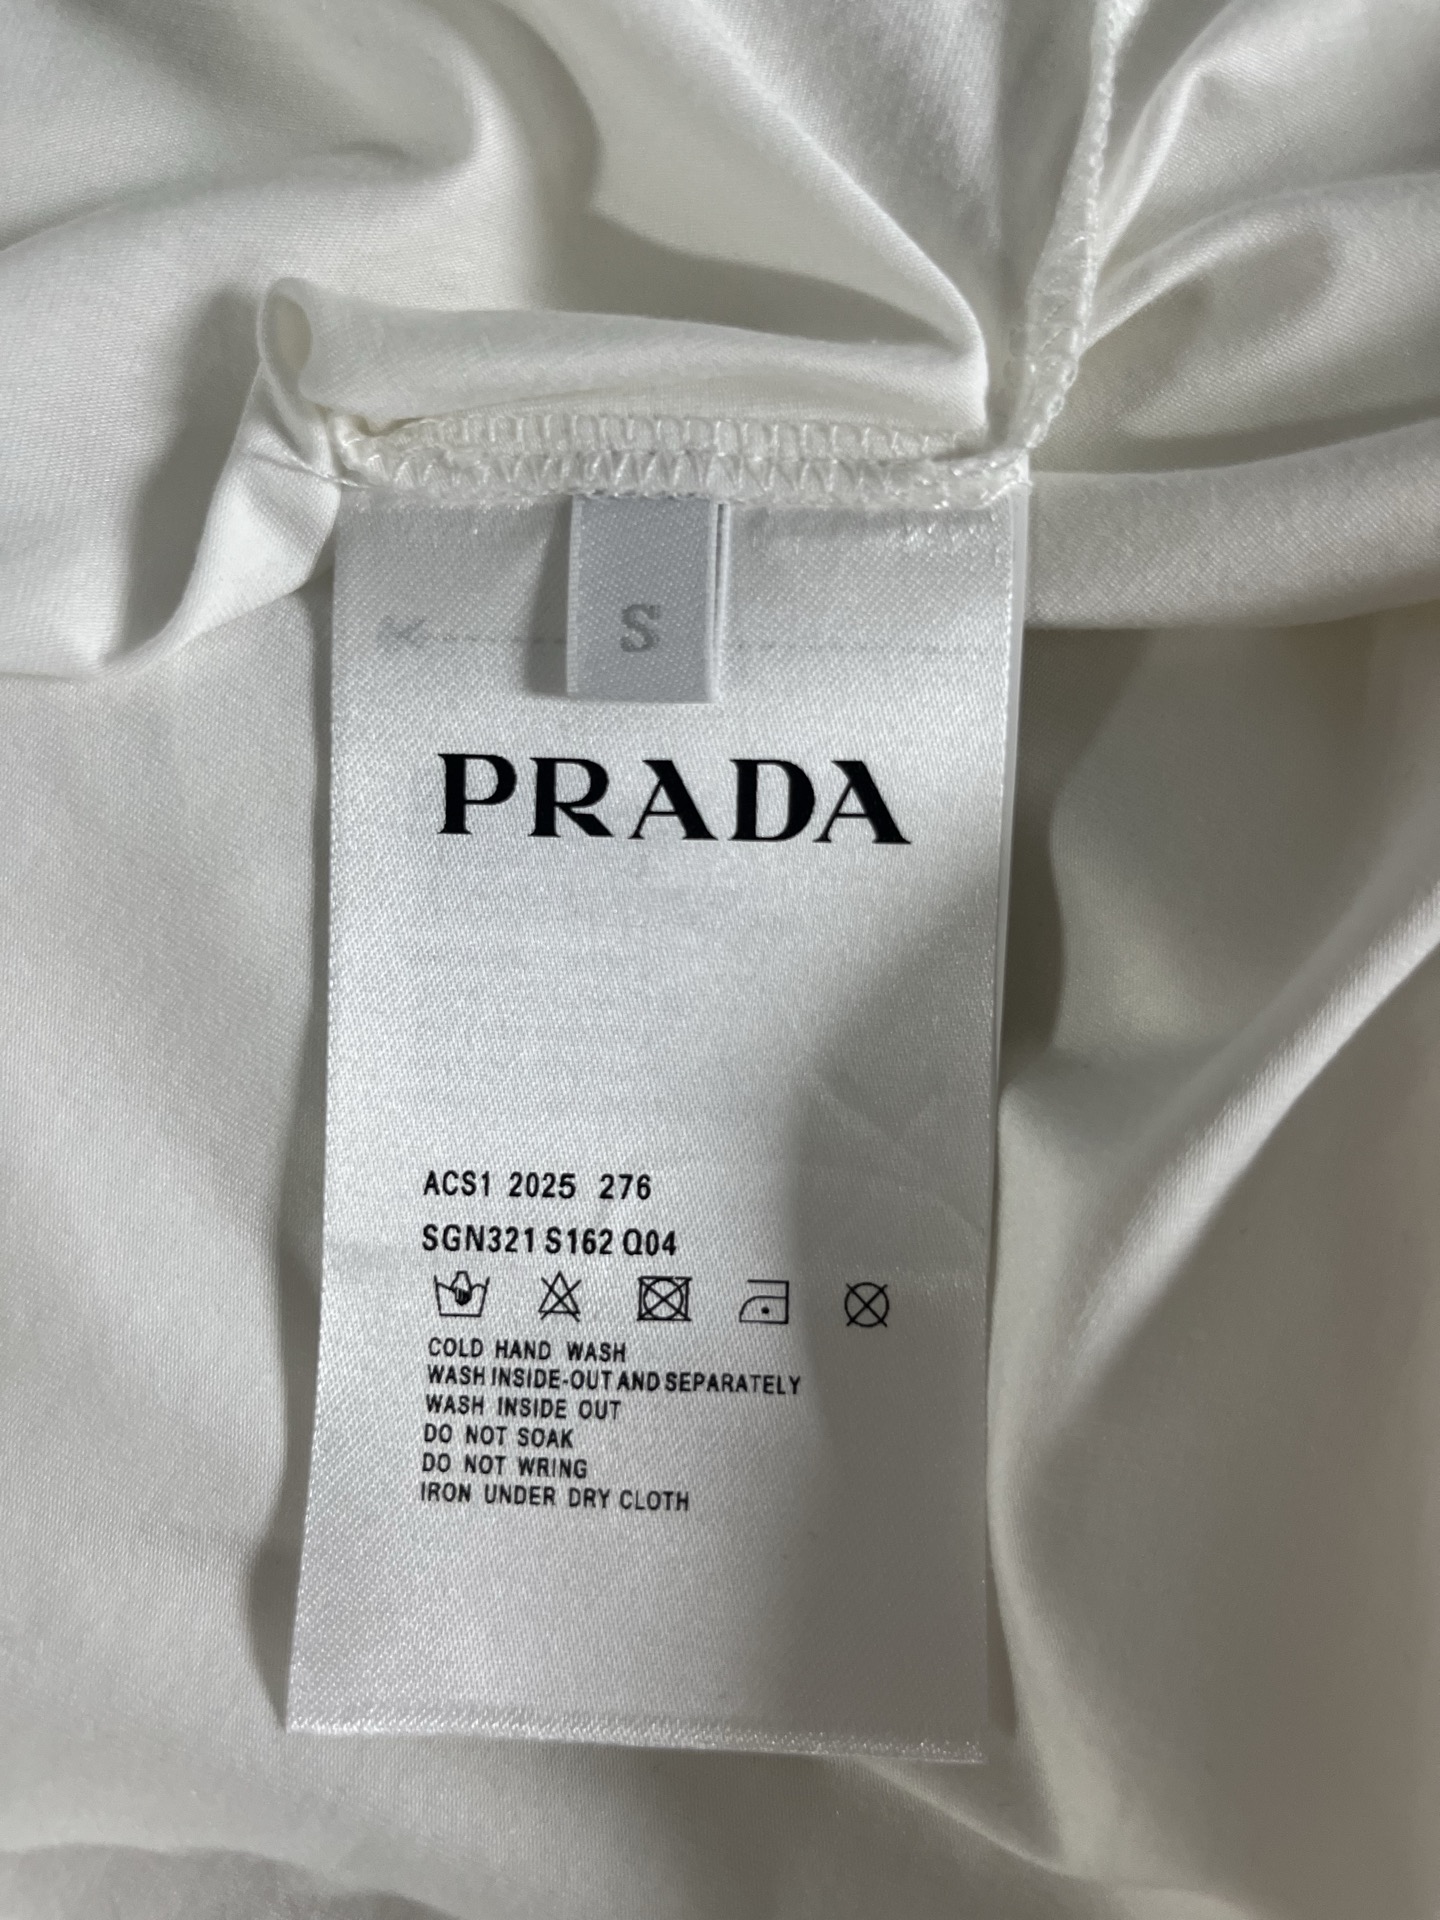 S
PRADA
ACS1 2025 276
SGN321 S162 Q04
COLD HAND WASH
WASH INSIDE-OUT AND SEPARATELY
WASH INSIDE OUT
DO NOT SOAK
DO NOT WRING
IRON UNDER DRY CLOTH